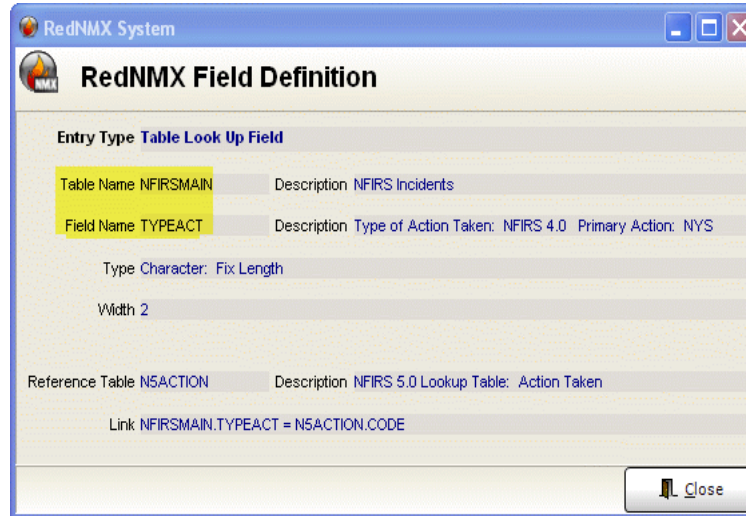 RedNMX System
NMX
RedNMX Field Definition
Entry Type Table Look Up Field
Table Name NFIRSMAIN Description NFIRS Incidents
Field Name TYPEACT Description Type of Action Taken: NFIRS 4.0 Primary Action: NYS
Type Character: Fix Length
Width 2
Reference Table N5ACTION Description NFIRS 5.0 Lookup Table: Action Taken
Link NFIRSMAIN.TYPEACT = N5ACTION.CODE
Close